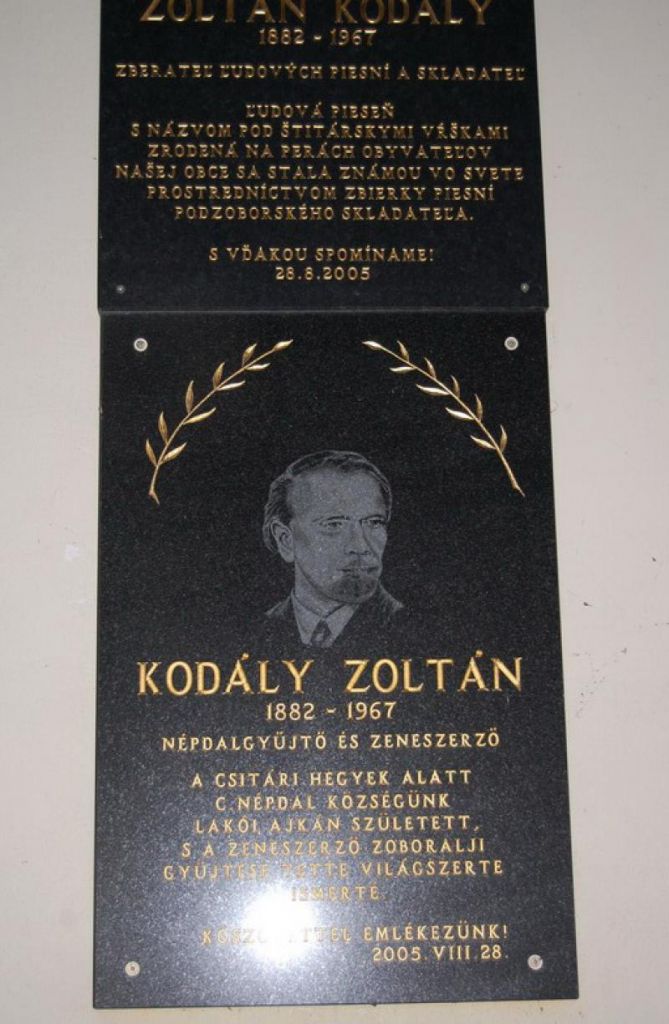 ZOLTÁN KODÁLY
1882 - 1967
ZBERATEĽ ĽUDOVÝCH PIESNÍ A SKLADATEĽ
ĽUDOVÁ PIESEŇ
S NÁZVOM POD ŠTITÁRSKYMI VŔŠKAMI
ZRODENÁ NA PERÁCH OBYVATEĽOV
NAŠEJ OBCE SA STALA ZNÁMOU VO SVETE
PROSTREDNÍCTVOM ZBIERKY PIESNÍ
PODZOBORSKÉHO SKLADATEĽA.
S VĎAKOU SPOMÍNAME!
28.8.2005
KODÁLY ZOLTÁN
1882 - 1967
NÉPDALGYŰJTŐ ÉS ZENESZERZŐ
A CSITÁRI HEGYEK ALATT
C. NÉPDAL KÖZSÉGÜNK
LAKÓI AJKÁN SZÜLETETT,
S A ZENESZERZŐ ZOBORALJI
GYŰJTÉSE TETTE VILÁGSZERTE
ISMERTÉ.
EMLÉKEZÜNK!
2005. VIII. 28.